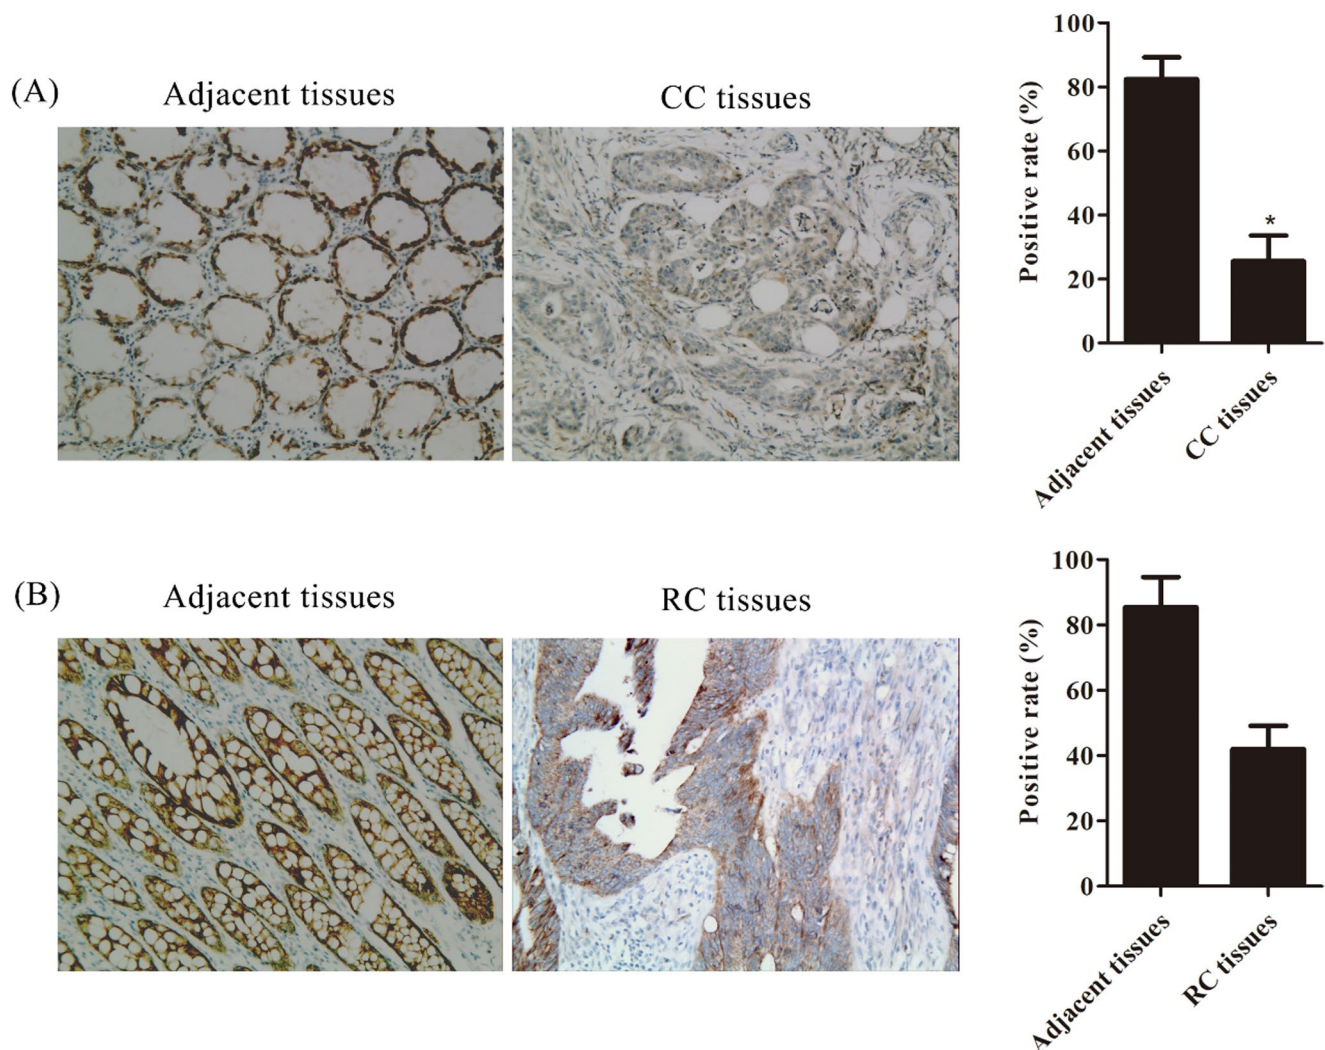 (A)
Adjacent tissues
CC tissues
100
80
60
40
20
0
Positive rate (%)
*
Adjacent tissues
CC tissues
(B)
Adjacent tissues
RC tissues
100
80
60
40
20
0
Positive rate (%)
Adjacent tissues
RC tissues